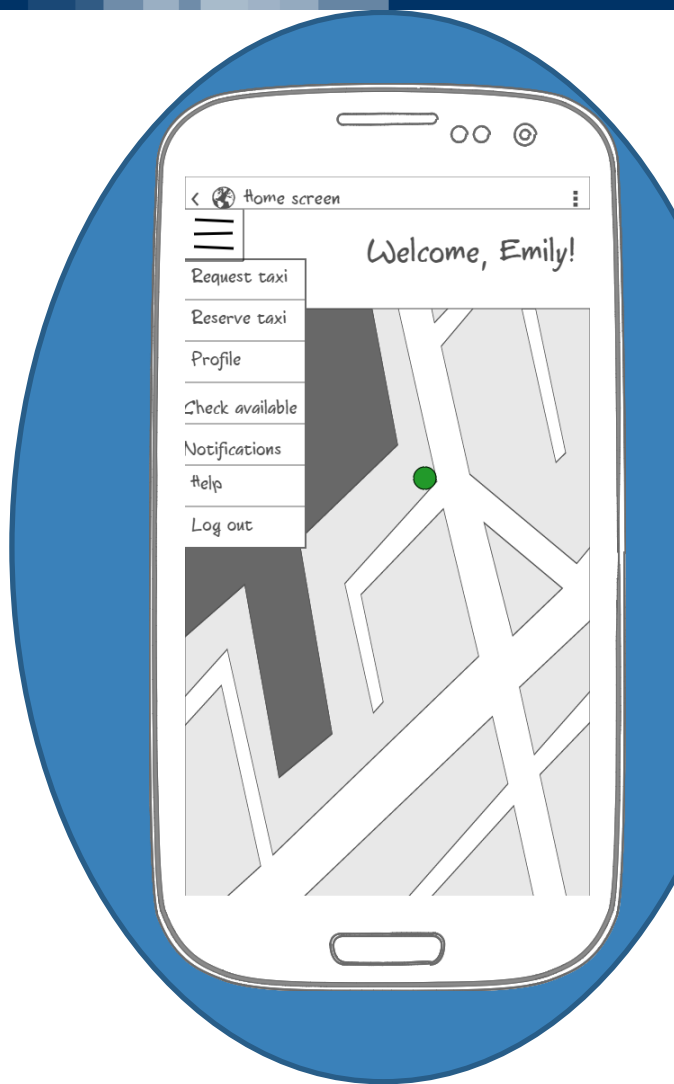 Home screen
Welcome, Emily!
Request taxi
Reserve taxi
Profile
Check available
Notifications
Help
Log out